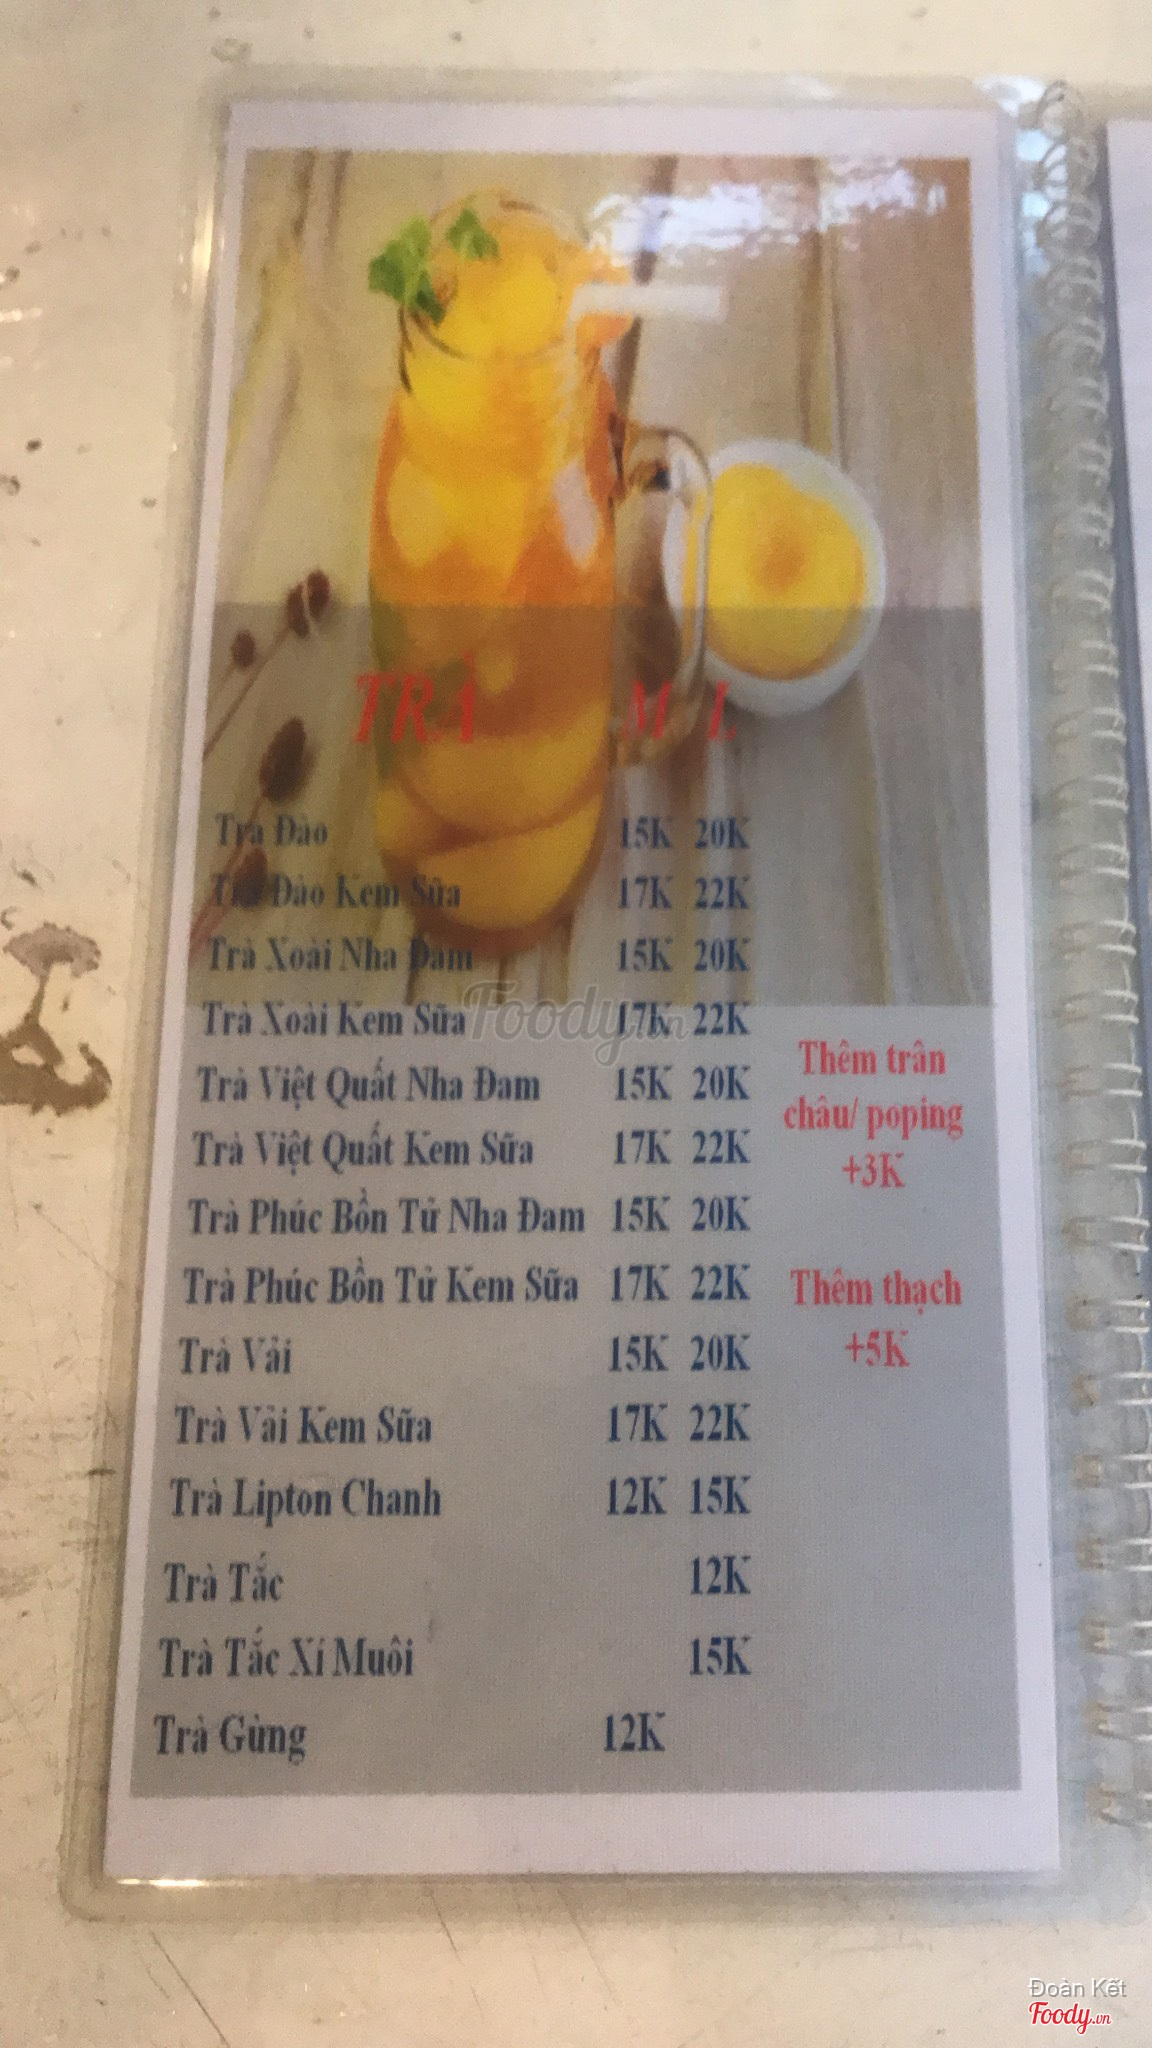 TRÀ M L
Trà Đào 15K 20K
Trà Đào Kem Sữa 17K 22K
Trà Xoài Nha Đam 15K 20K
Trà Xoài Kem Sữa 17K 22K
Trà Việt Quất Nha Đam 15K 20K
Trà Việt Quất Kem Sữa 17K 22K
Trà Phúc Bồn Tử Nha Đam 15K 20K
Trà Phúc Bồn Tử Kem Sữa 17K 22K
Trà Vải 15K 20K
Trà Vải Kem Sữa 17K 22K
Trà Lipton Chanh 12K 15K
Trà Tắc 12K
Trà Tắc Xí Muôi 15K
Trà Gừng 12K
Thêm trân
châu/ poping
+3K
Thêm thạch
+5K
Foody.vn
Đoàn Kết
Foody.vn